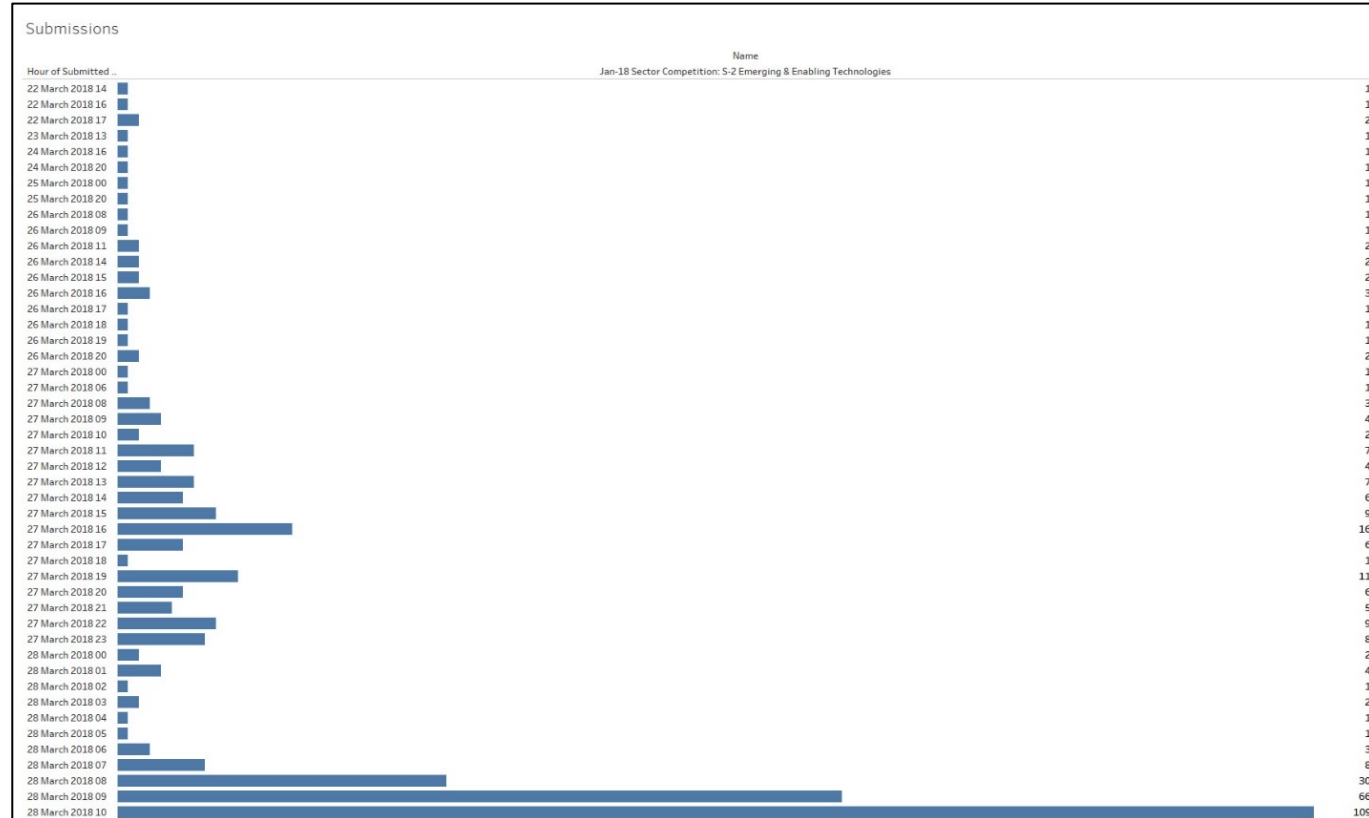 Submissions
Name
Hour of Submitted .. Jan-18 Sector Competition: S-2 Emerging & Enabling Technologies
22 March 2018 14 1
22 March 2018 16 1
22 March 2018 17 2
23 March 2018 13 1
24 March 2018 16 1
24 March 2018 20 1
25 March 2018 00 1
25 March 2018 20 1
26 March 2018 08 1
26 March 2018 09 1
26 March 2018 11 2
26 March 2018 14 2
26 March 2018 15 2
26 March 2018 16 3
26 March 2018 17 1
26 March 2018 18 1
26 March 2018 19 1
26 March 2018 20 2
27 March 2018 00 1
27 March 2018 06 1
27 March 2018 08 3
27 March 2018 09 4
27 March 2018 10 2
27 March 2018 11 7
27 March 2018 12 4
27 March 2018 13 7
27 March 2018 14 6
27 March 2018 15 9
27 March 2018 16 16
27 March 2018 17 6
27 March 2018 18 1
27 March 2018 19 11
27 March 2018 20 6
27 March 2018 21 5
27 March 2018 22 9
27 March 2018 23 8
28 March 2018 00 2
28 March 2018 01 4
28 March 2018 02 1
28 March 2018 03 2
28 March 2018 04 1
28 March 2018 05 1
28 March 2018 06 3
28 March 2018 07 8
28 March 2018 08 30
28 March 2018 09 66
28 March 2018 10 109